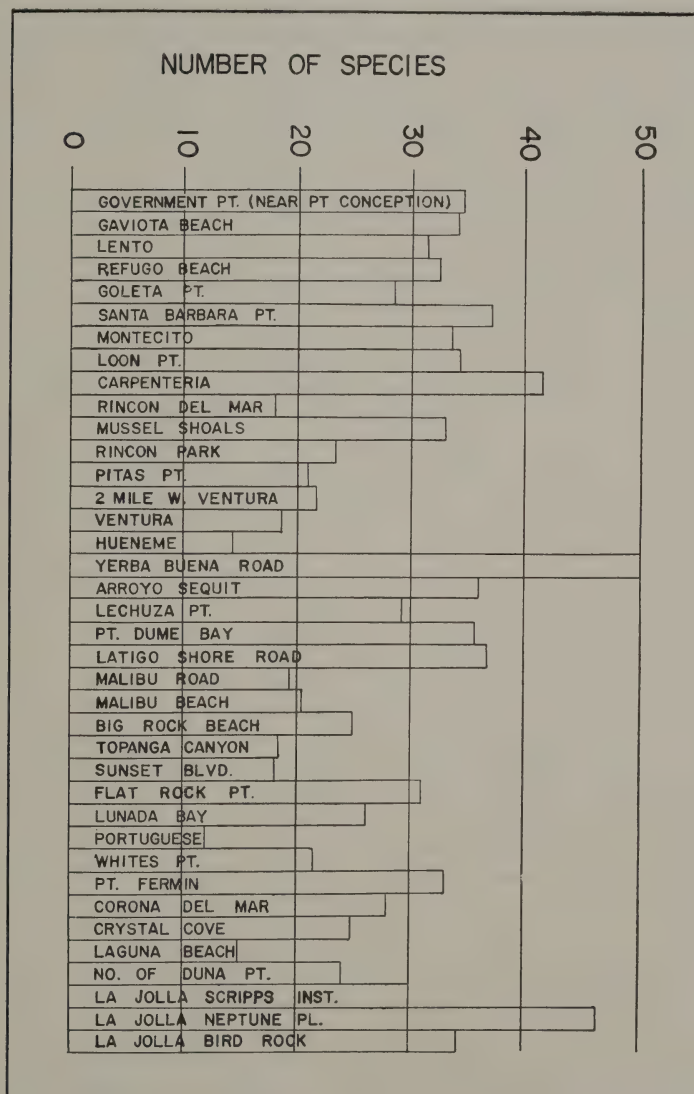 NUMBER OF SPECIES
0 10 20 30 40 50
GOVERNMENT PT. (NEAR PT CONCEPTION)
GAVIOTA BEACH
LENTO
REFUGO BEACH
GOLETA PT.
SANTA BARBARA PT.
MONTECITO
LOON PT.
CARPENTERIA
RINCON DEL MAR
MUSSEL SHOALS
RINCON PARK
PITAS PT.
2 MILE W. VENTURA
VENTURA
HUENEME
YERBA BUENA ROAD
ARROYO SEQUIT
LECHUZA PT.
PT. DUME BAY
LATIGO SHORE ROAD
MALIBU ROAD
MALIBU BEACH
BIG ROCK BEACH
TOPANGA CANYON
SUNSET BLVD.
FLAT ROCK PT.
LUNADA BAY
PORTUGUESE
WHITES PT.
PT. FERMIN
CORONA DEL MAR
CRYSTAL COVE
LAGUNA BEACH
NO. OF DUNA PT.
LA JOLLA SCRIPPS INST.
LA JOLLA NEPTUNE PL.
LA JOLLA BIRD ROCK